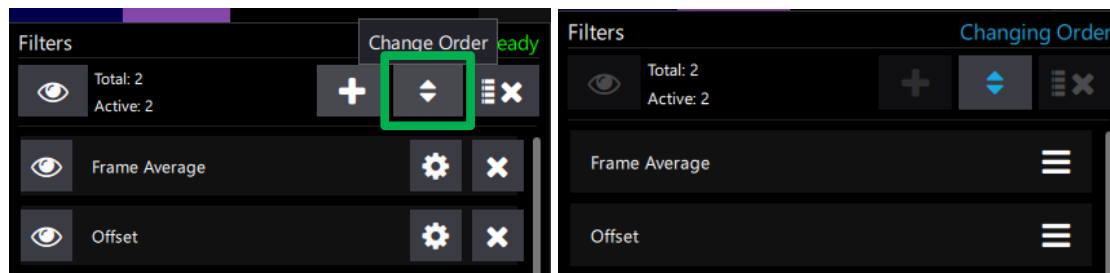 Filters
Change Order
eady
Total: 2
Active: 2
Frame Average
Offset
Filters
Changing Order
Total: 2
Active: 2
Frame Average
Offset